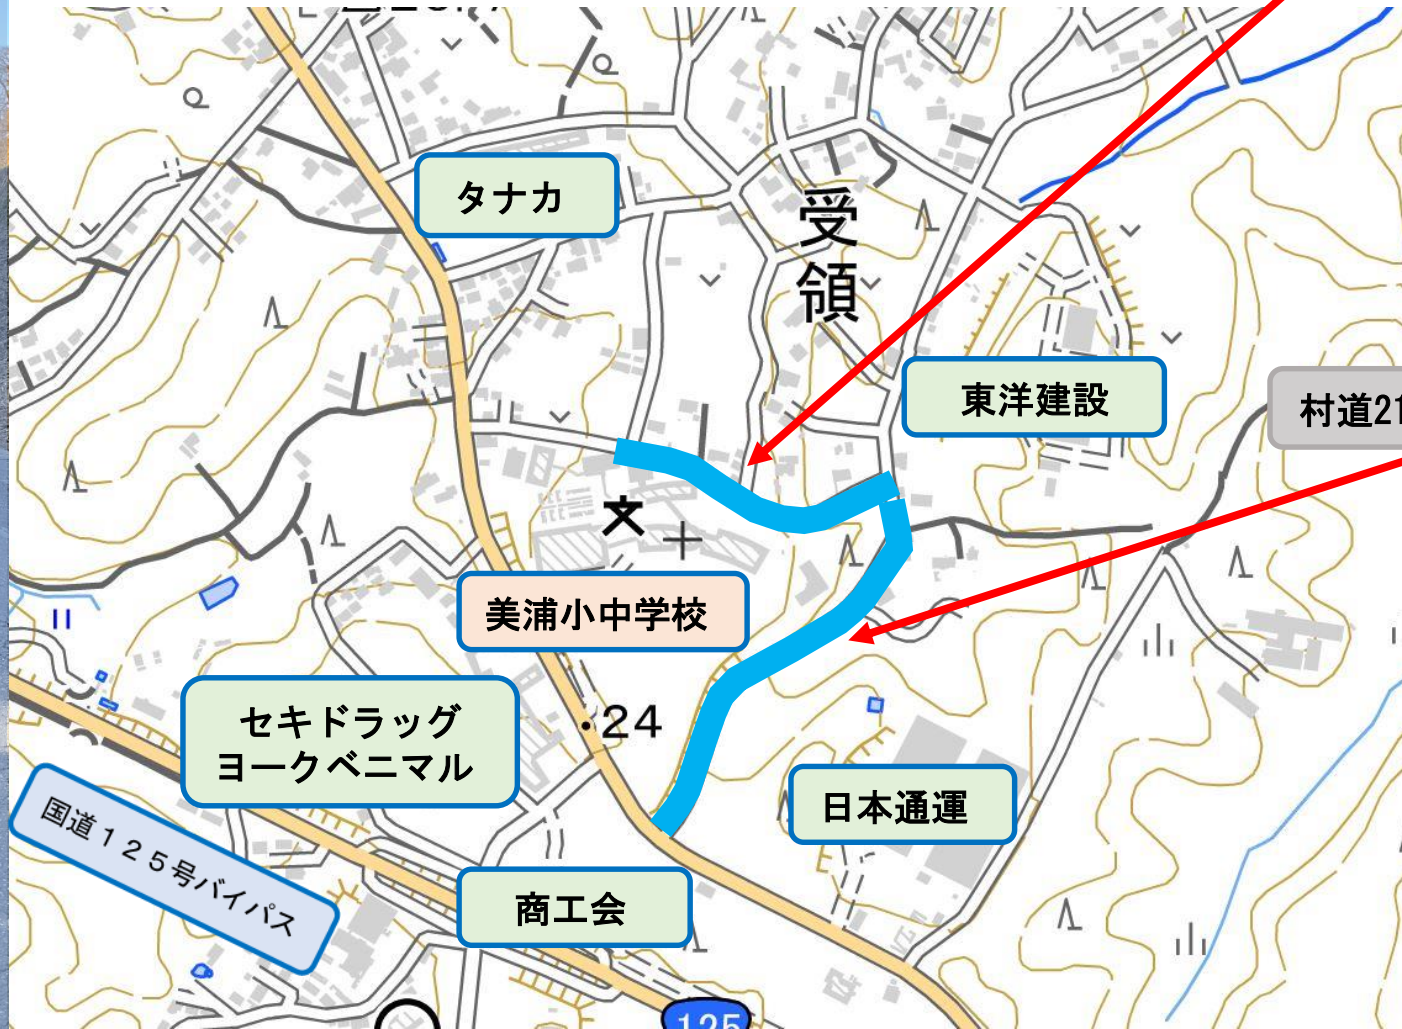 タナカ
受領
東洋建設
村道21
美浦小中学校
セキドラッグ
ヨークベニマル
24
日本通運
国道125号バイパス
商工会
125